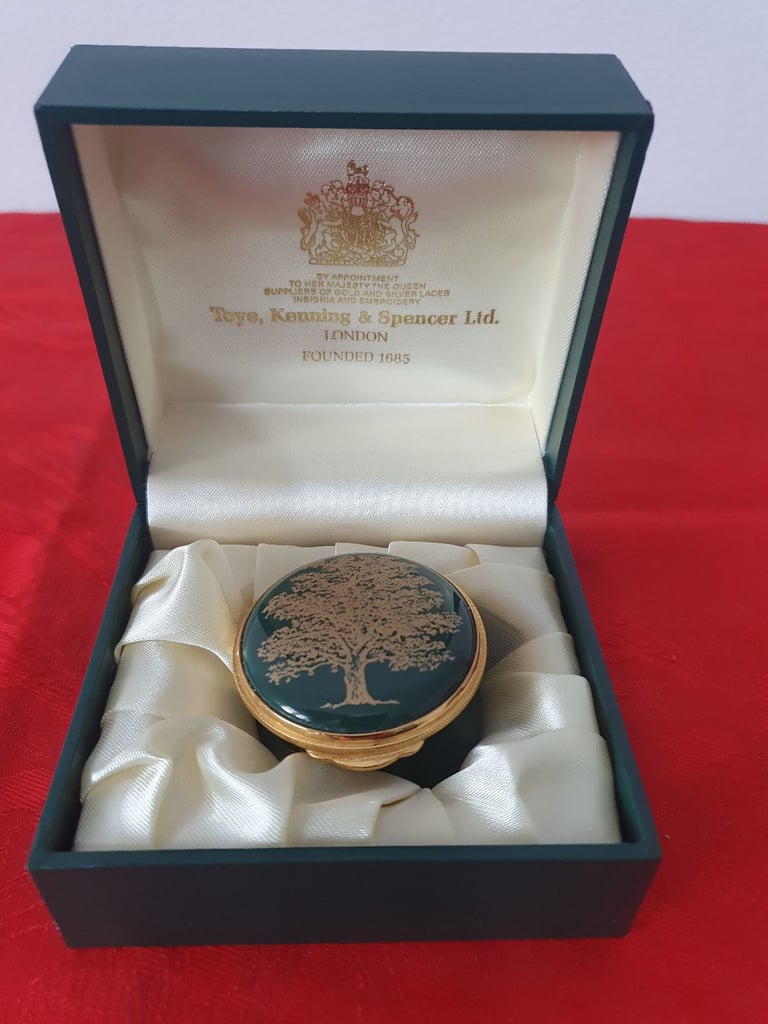 BY APPOINTMENT
TO HER MAJESTY THE QUEEN
SUPPLIERS OF GOLD AND SILVER LACES
INSIGNIA AND EMBROIDERY
Toye, Kenning & Spencer Ltd.
LONDON
FOUNDED 1685